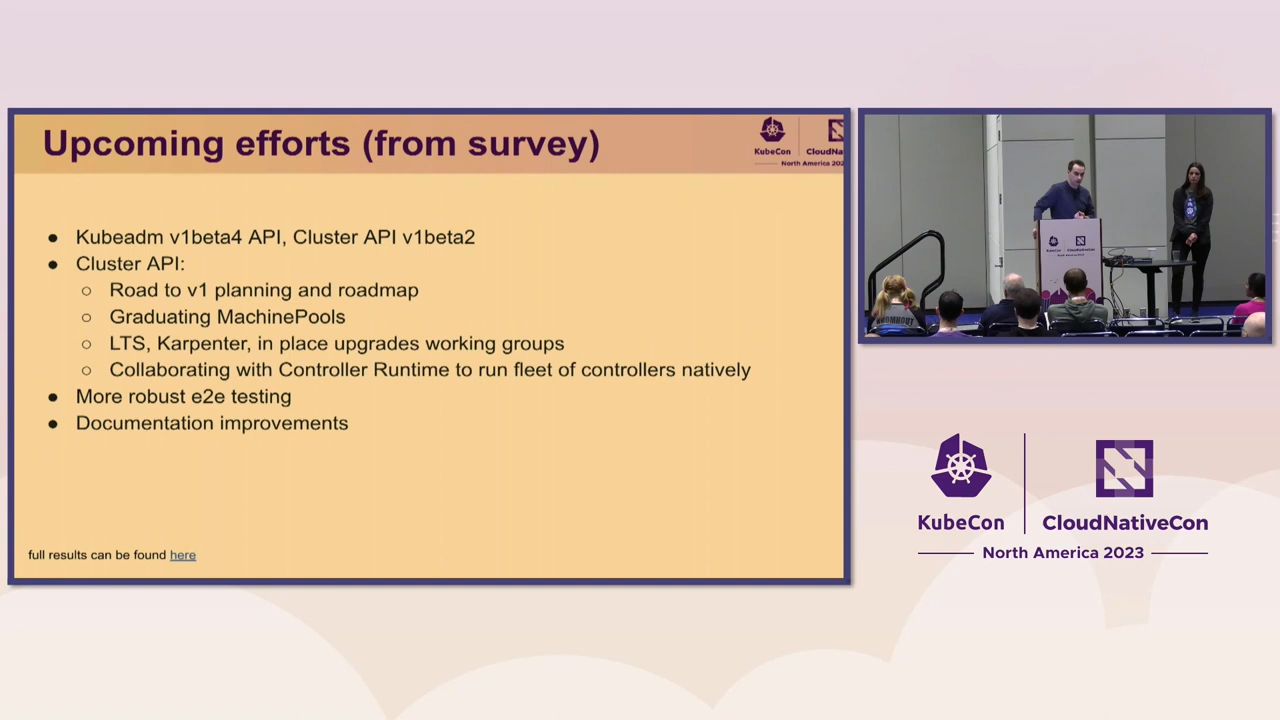 Upcoming efforts (from survey)
KubeCon
North America
● Kubeadm v1beta4 API, Cluster API v1beta2
● Cluster API:
○ Road to v1 planning and roadmap
○ Graduating MachinePools
○ LTS, Karpenter, in place upgrades working groups
○ Collaborating with Controller Runtime to run fleet of controllers natively
● More robust e2e testing
● Documentation improvements
full results can be found here
KubeCon
CloudNativeCon
North America 2023